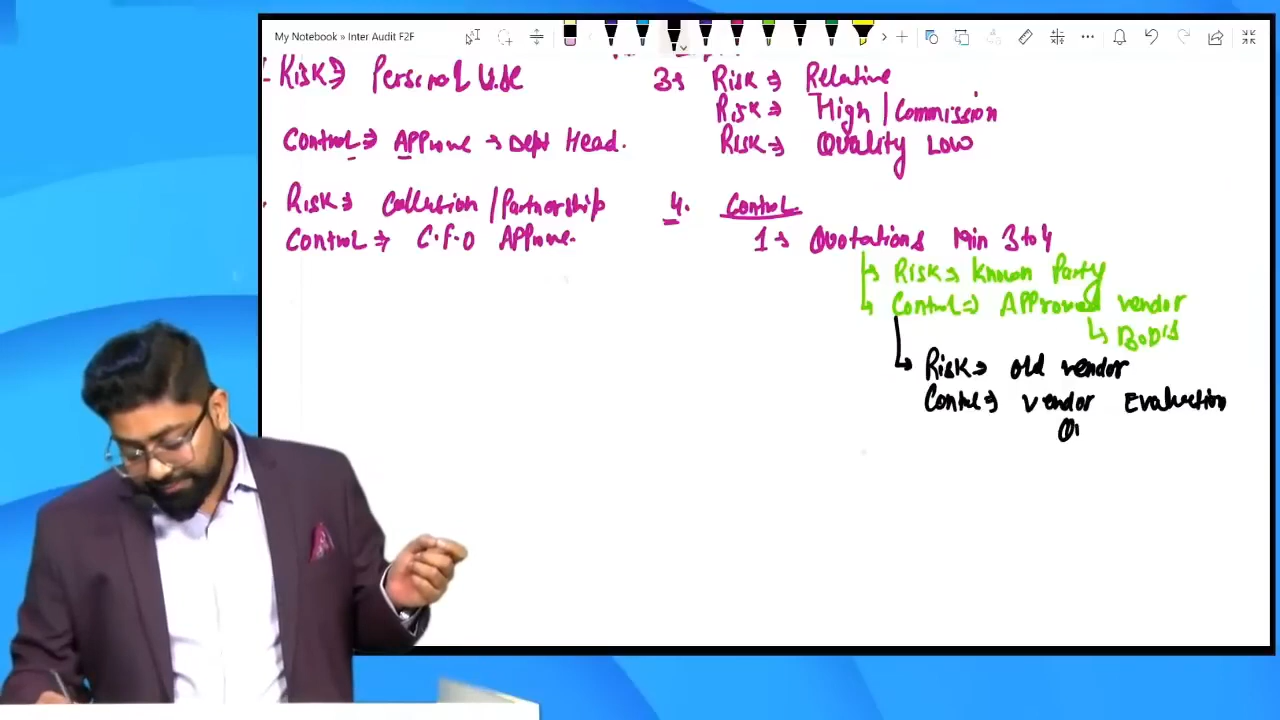 My Notebook » Inter Audit F2F
Risk ⇒ Personal Use
Control ⇒ Approve → Dept Head.
Risk ⇒ Collution / Partnership
Control ⇒ C.F.O Approve.
3→ Risk ⇒ Relative
Risk ⇒ High / Commission
Risk ⇒ Quality Low
4. Control
1→ Quotations Min 3 to 4
→ Risk ⇒ Known Party
→ Control ⇒ Approved vendor
↳ BODs
↳ Risk ⇒ old vendor
Control ⇒ vendor Evaluation